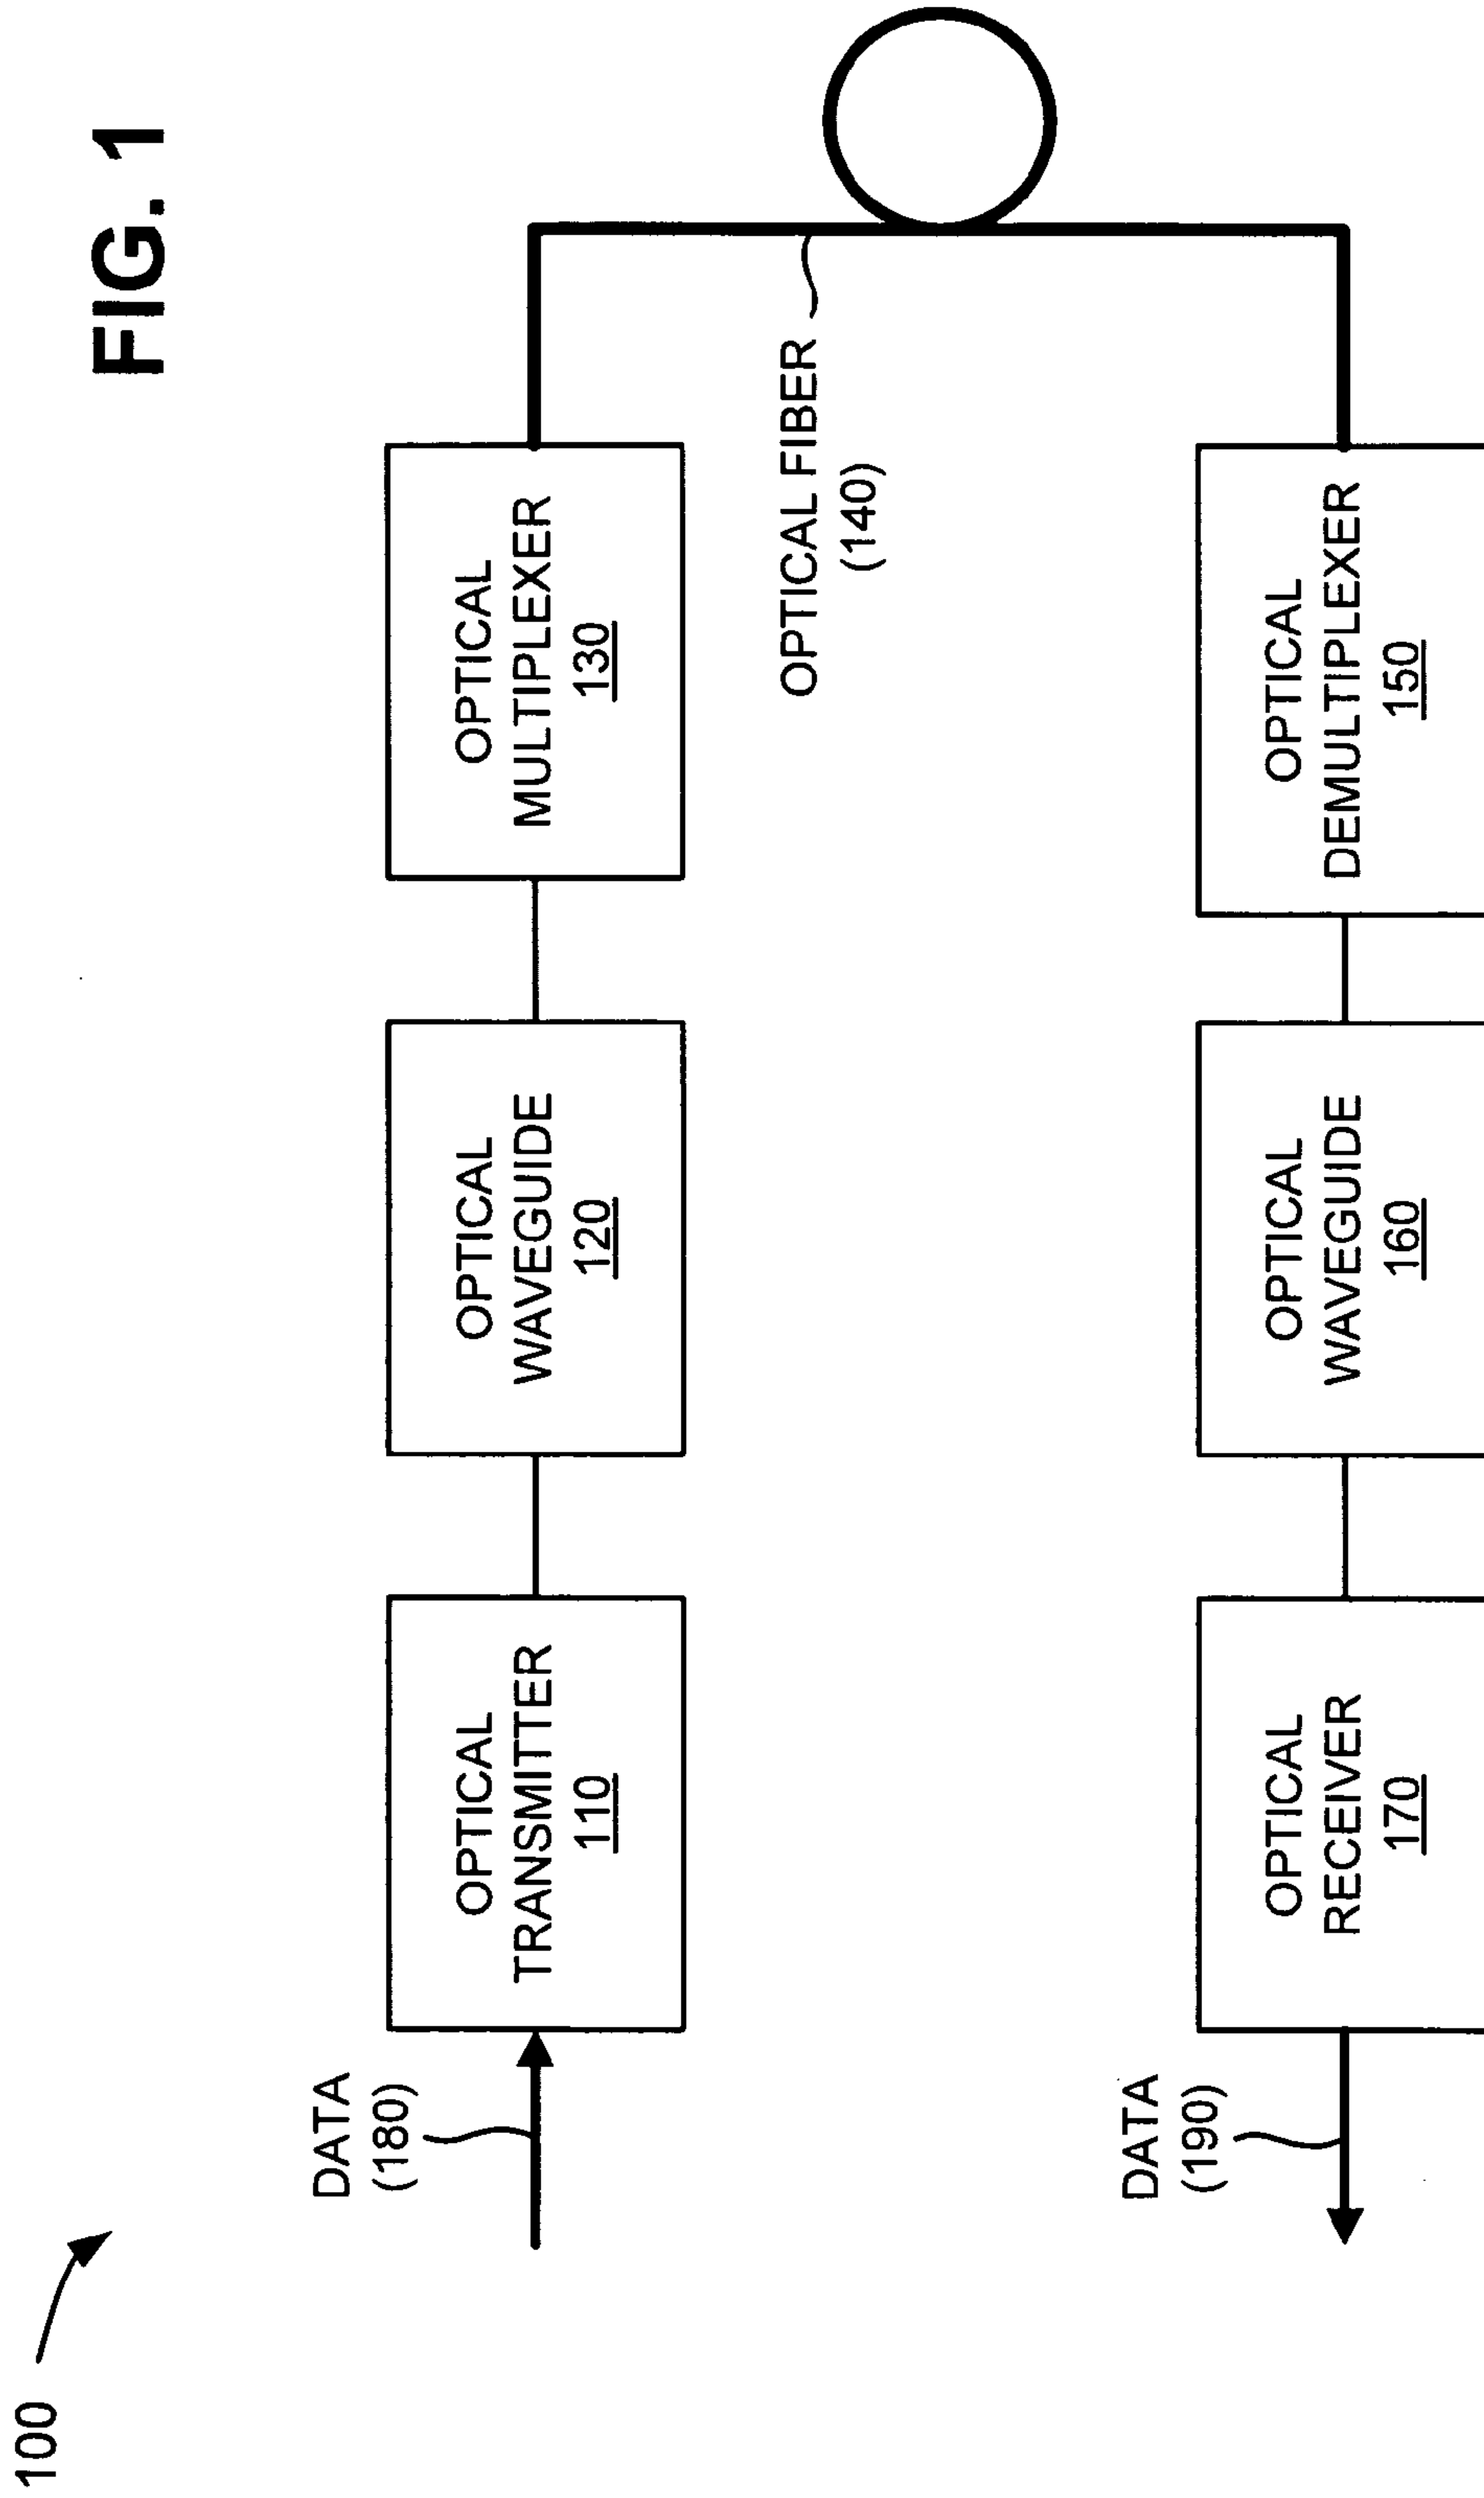 FIG. 1
100
DATA
(180)
OPTICAL
TRANSMITTER
110
OPTICAL
WAVEGUIDE
120
OPTICAL
MULTIPLEXER
130
OPTICAL FIBER
(140)
DATA
(190)
OPTICAL
RECEIVER
170
OPTICAL
WAVEGUIDE
160
OPTICAL
DEMULTIPLEXER
150